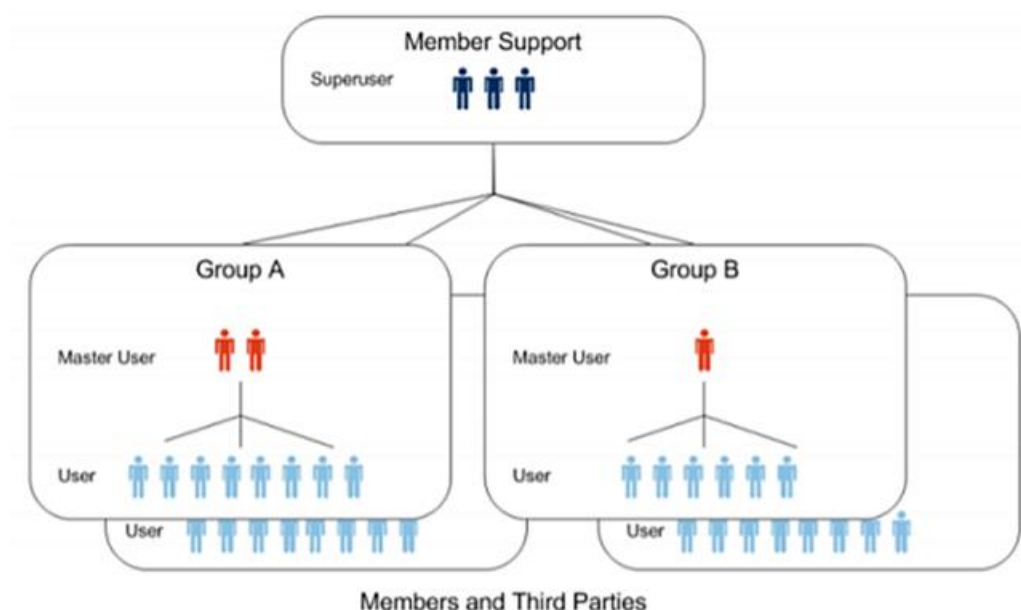 Member Support
Superuser
Group A
Group B
Master User
Master User
User
User
User
User
Members and Third Parties